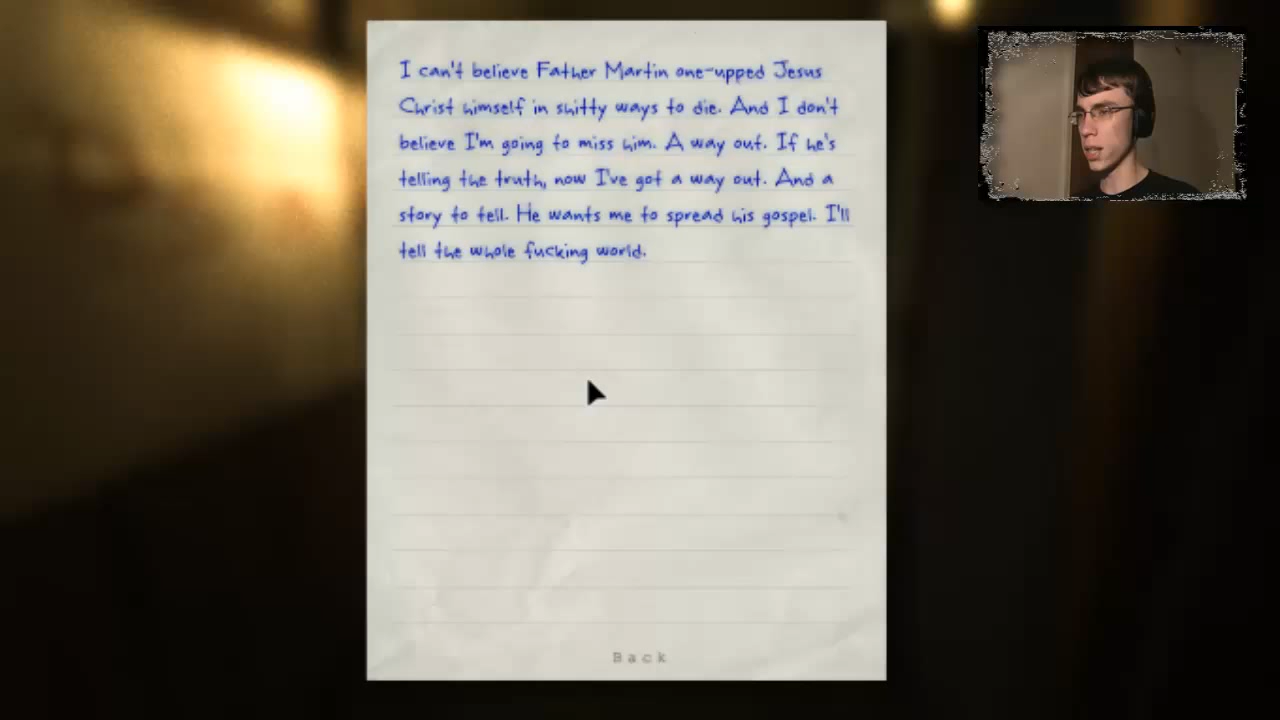 I can't believe Father Martin one-upped Jesus
Christ himself in shitty ways to die. And I don't
believe I'm going to miss him. A way out. If he's
telling the truth, now I've got a way out. And a
story to tell. He wants me to spread his gospel. I'll
tell the whole fucking world.
Back